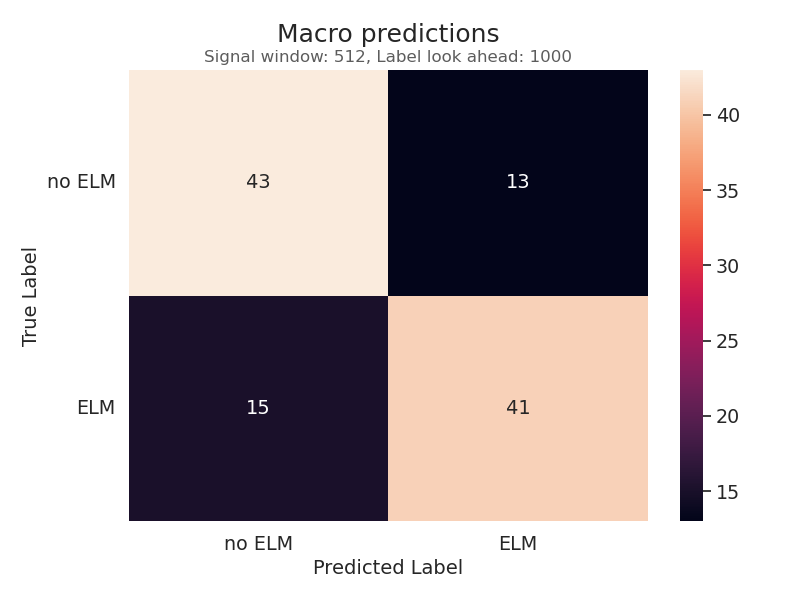 Macro predictions
Signal window: 512, Label look ahead: 1000
True Label
no ELM
43
13
ELM
15
41
no ELM
ELM
Predicted Label
40
35
30
25
20
15